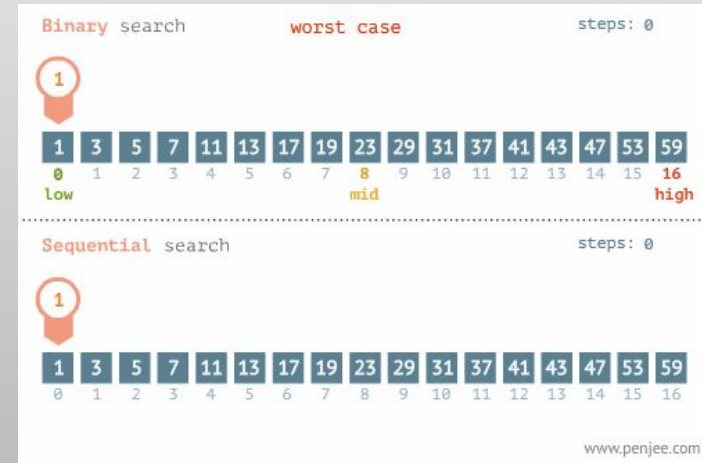 Binary search worst case steps: 0
1
1 3 5 7 11 13 17 19 23 29 31 37 41 43 47 53 59
0 1 2 3 4 5 6 7 8 9 10 11 12 13 14 15 16
low mid high
Sequential search steps: 0
1
1 3 5 7 11 13 17 19 23 29 31 37 41 43 47 53 59
0 1 2 3 4 5 6 7 8 9 10 11 12 13 14 15 16
www.penjee.com